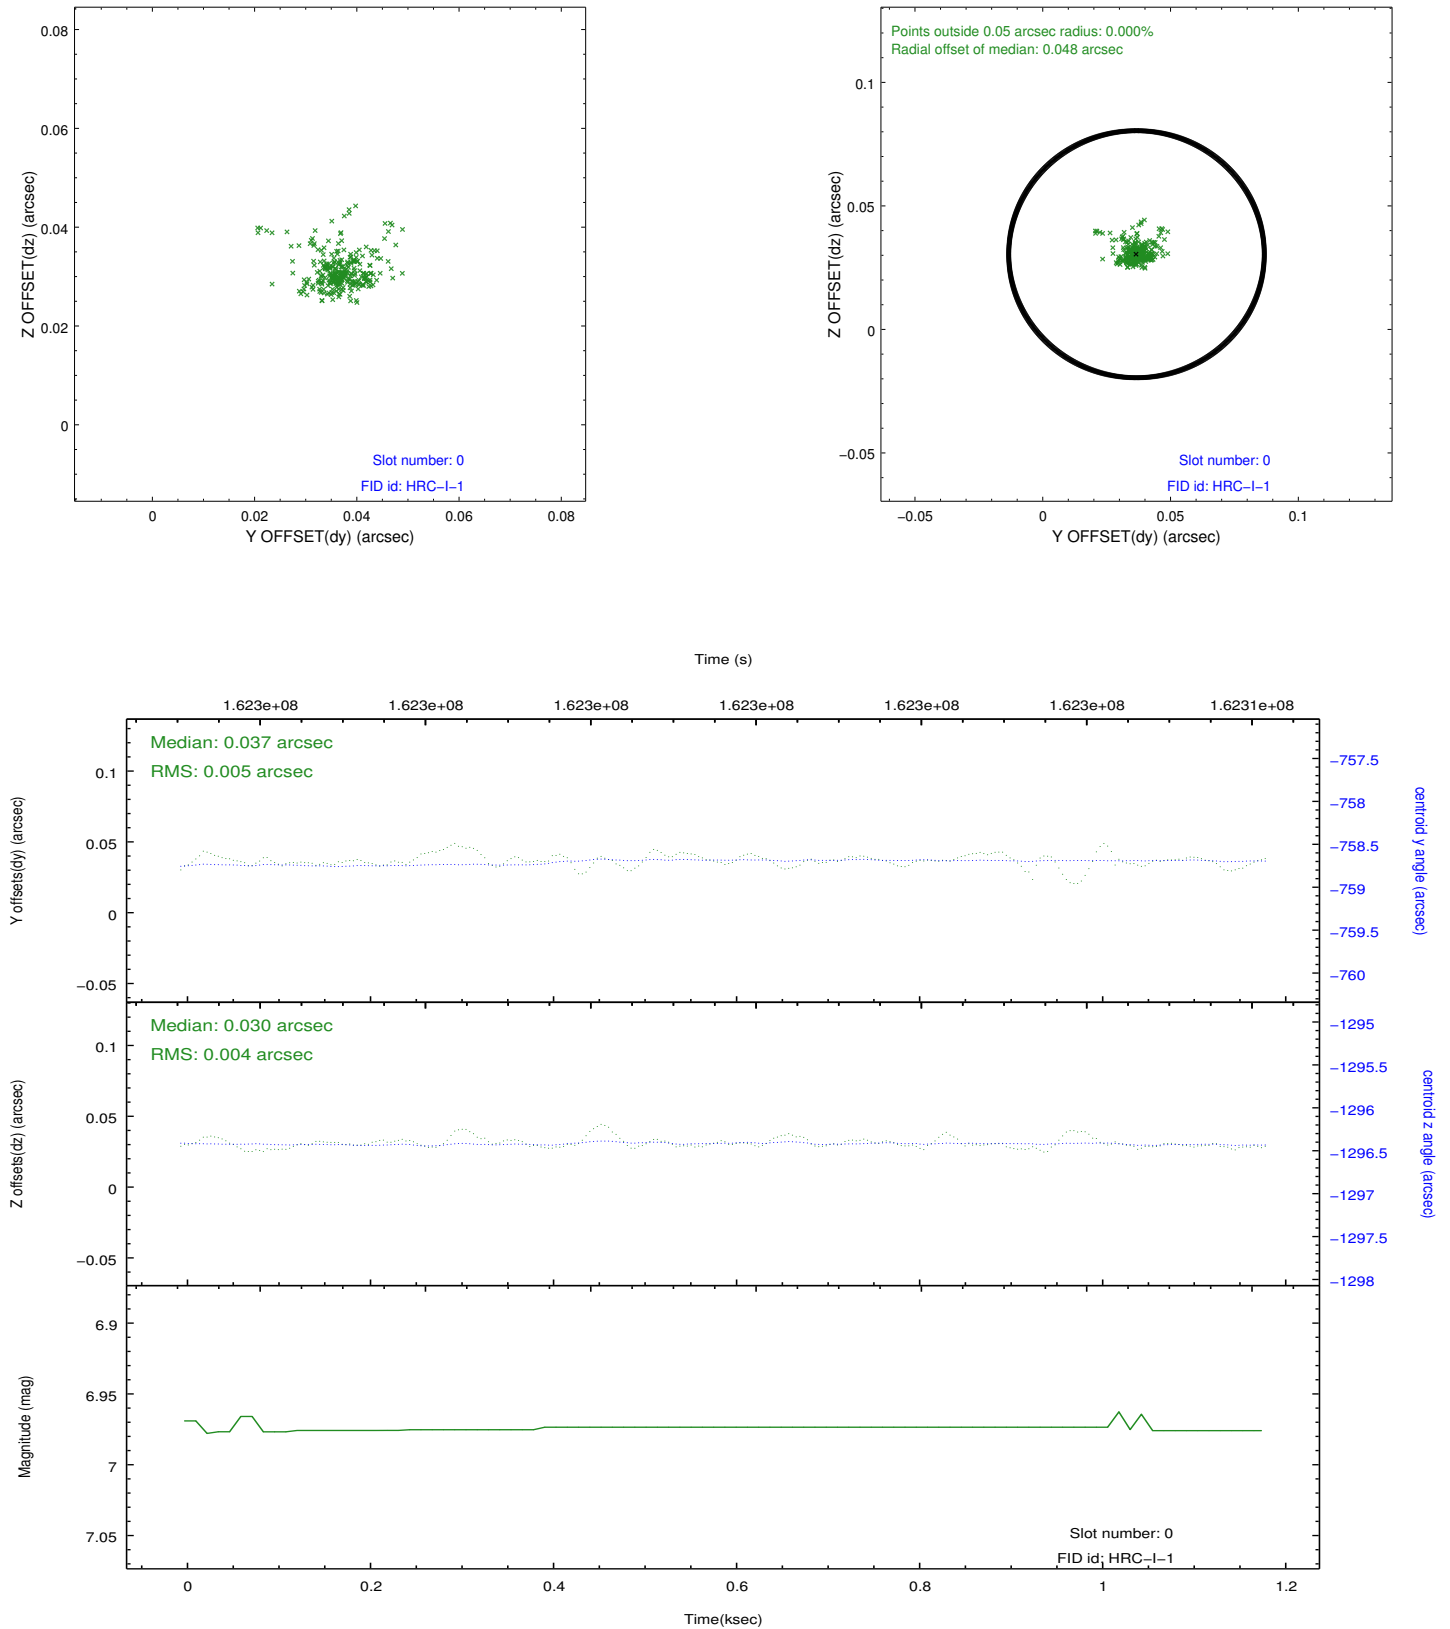 0.08
0.06
0.04
0.02
0
Z OFFSET(dz) (arcsec)
Slot number: 0
FID id: HRC−I−1
0 0.02 0.04 0.06 0.08
Y OFFSET(dy) (arcsec)
Points outside 0.05 arcsec radius: 0.000%
Radial offset of median: 0.048 arcsec
0.1
0.05
0
−0.05
Z OFFSET(dz) (arcsec)
Slot number: 0
FID id: HRC−I−1
−0.05 0 0.05 0.1
Y OFFSET(dy) (arcsec)
Time (s)
1.623e+08 1.623e+08 1.623e+08 1.623e+08 1.623e+08 1.623e+08 1.6231e+08
Median: 0.037 arcsec
RMS: 0.005 arcsec
0.1
0.05
0
−0.05
Y offsets(dy) (arcsec)
−757.5
−758
−758.5
−759
−759.5
−760
centroid y angle (arcsec)
Median: 0.030 arcsec
RMS: 0.004 arcsec
0.1
0.05
0
−0.05
Z offsets(dz) (arcsec)
−1295
−1295.5
−1296
−1296.5
−1297
−1297.5
−1298
centroid z angle (arcsec)
6.9
6.95
7
7.05
Magnitude (mag)
Slot number: 0
FID id: HRC−I−1
0 0.2 0.4 0.6 0.8 1 1.2
Time(ksec)